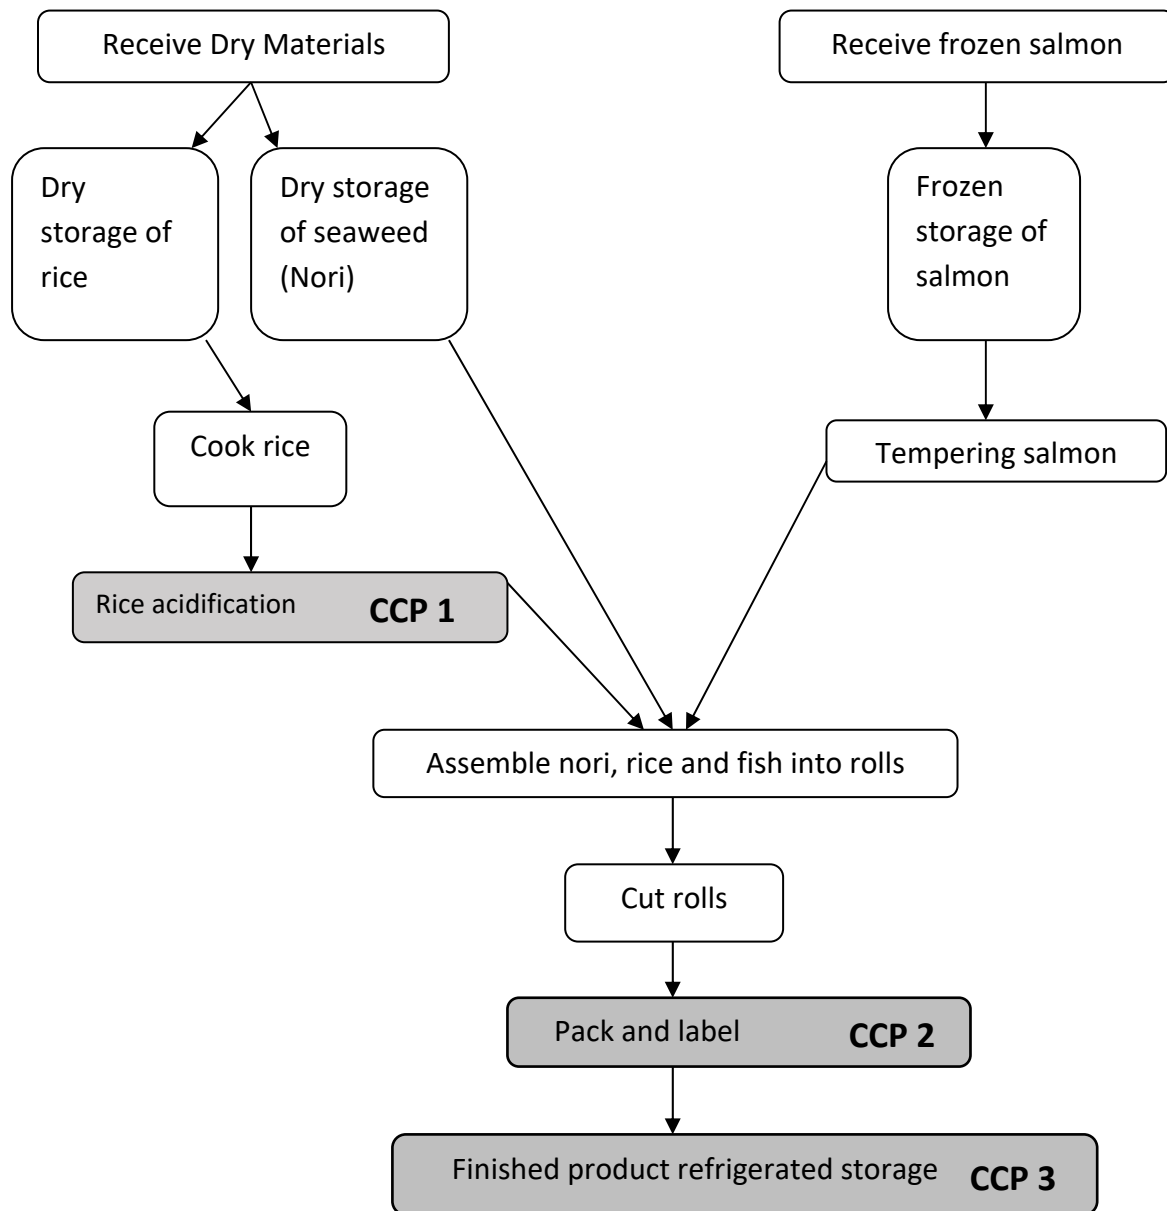 Receive Dry Materials
Receive frozen salmon
Dry
storage of
rice
Dry storage
of seaweed
(Nori)
Frozen
storage of
salmon
Cook rice
Tempering salmon
Rice acidification CCP 1
Assemble nori, rice and fish into rolls
Cut rolls
Pack and label CCP 2
Finished product refrigerated storage CCP 3